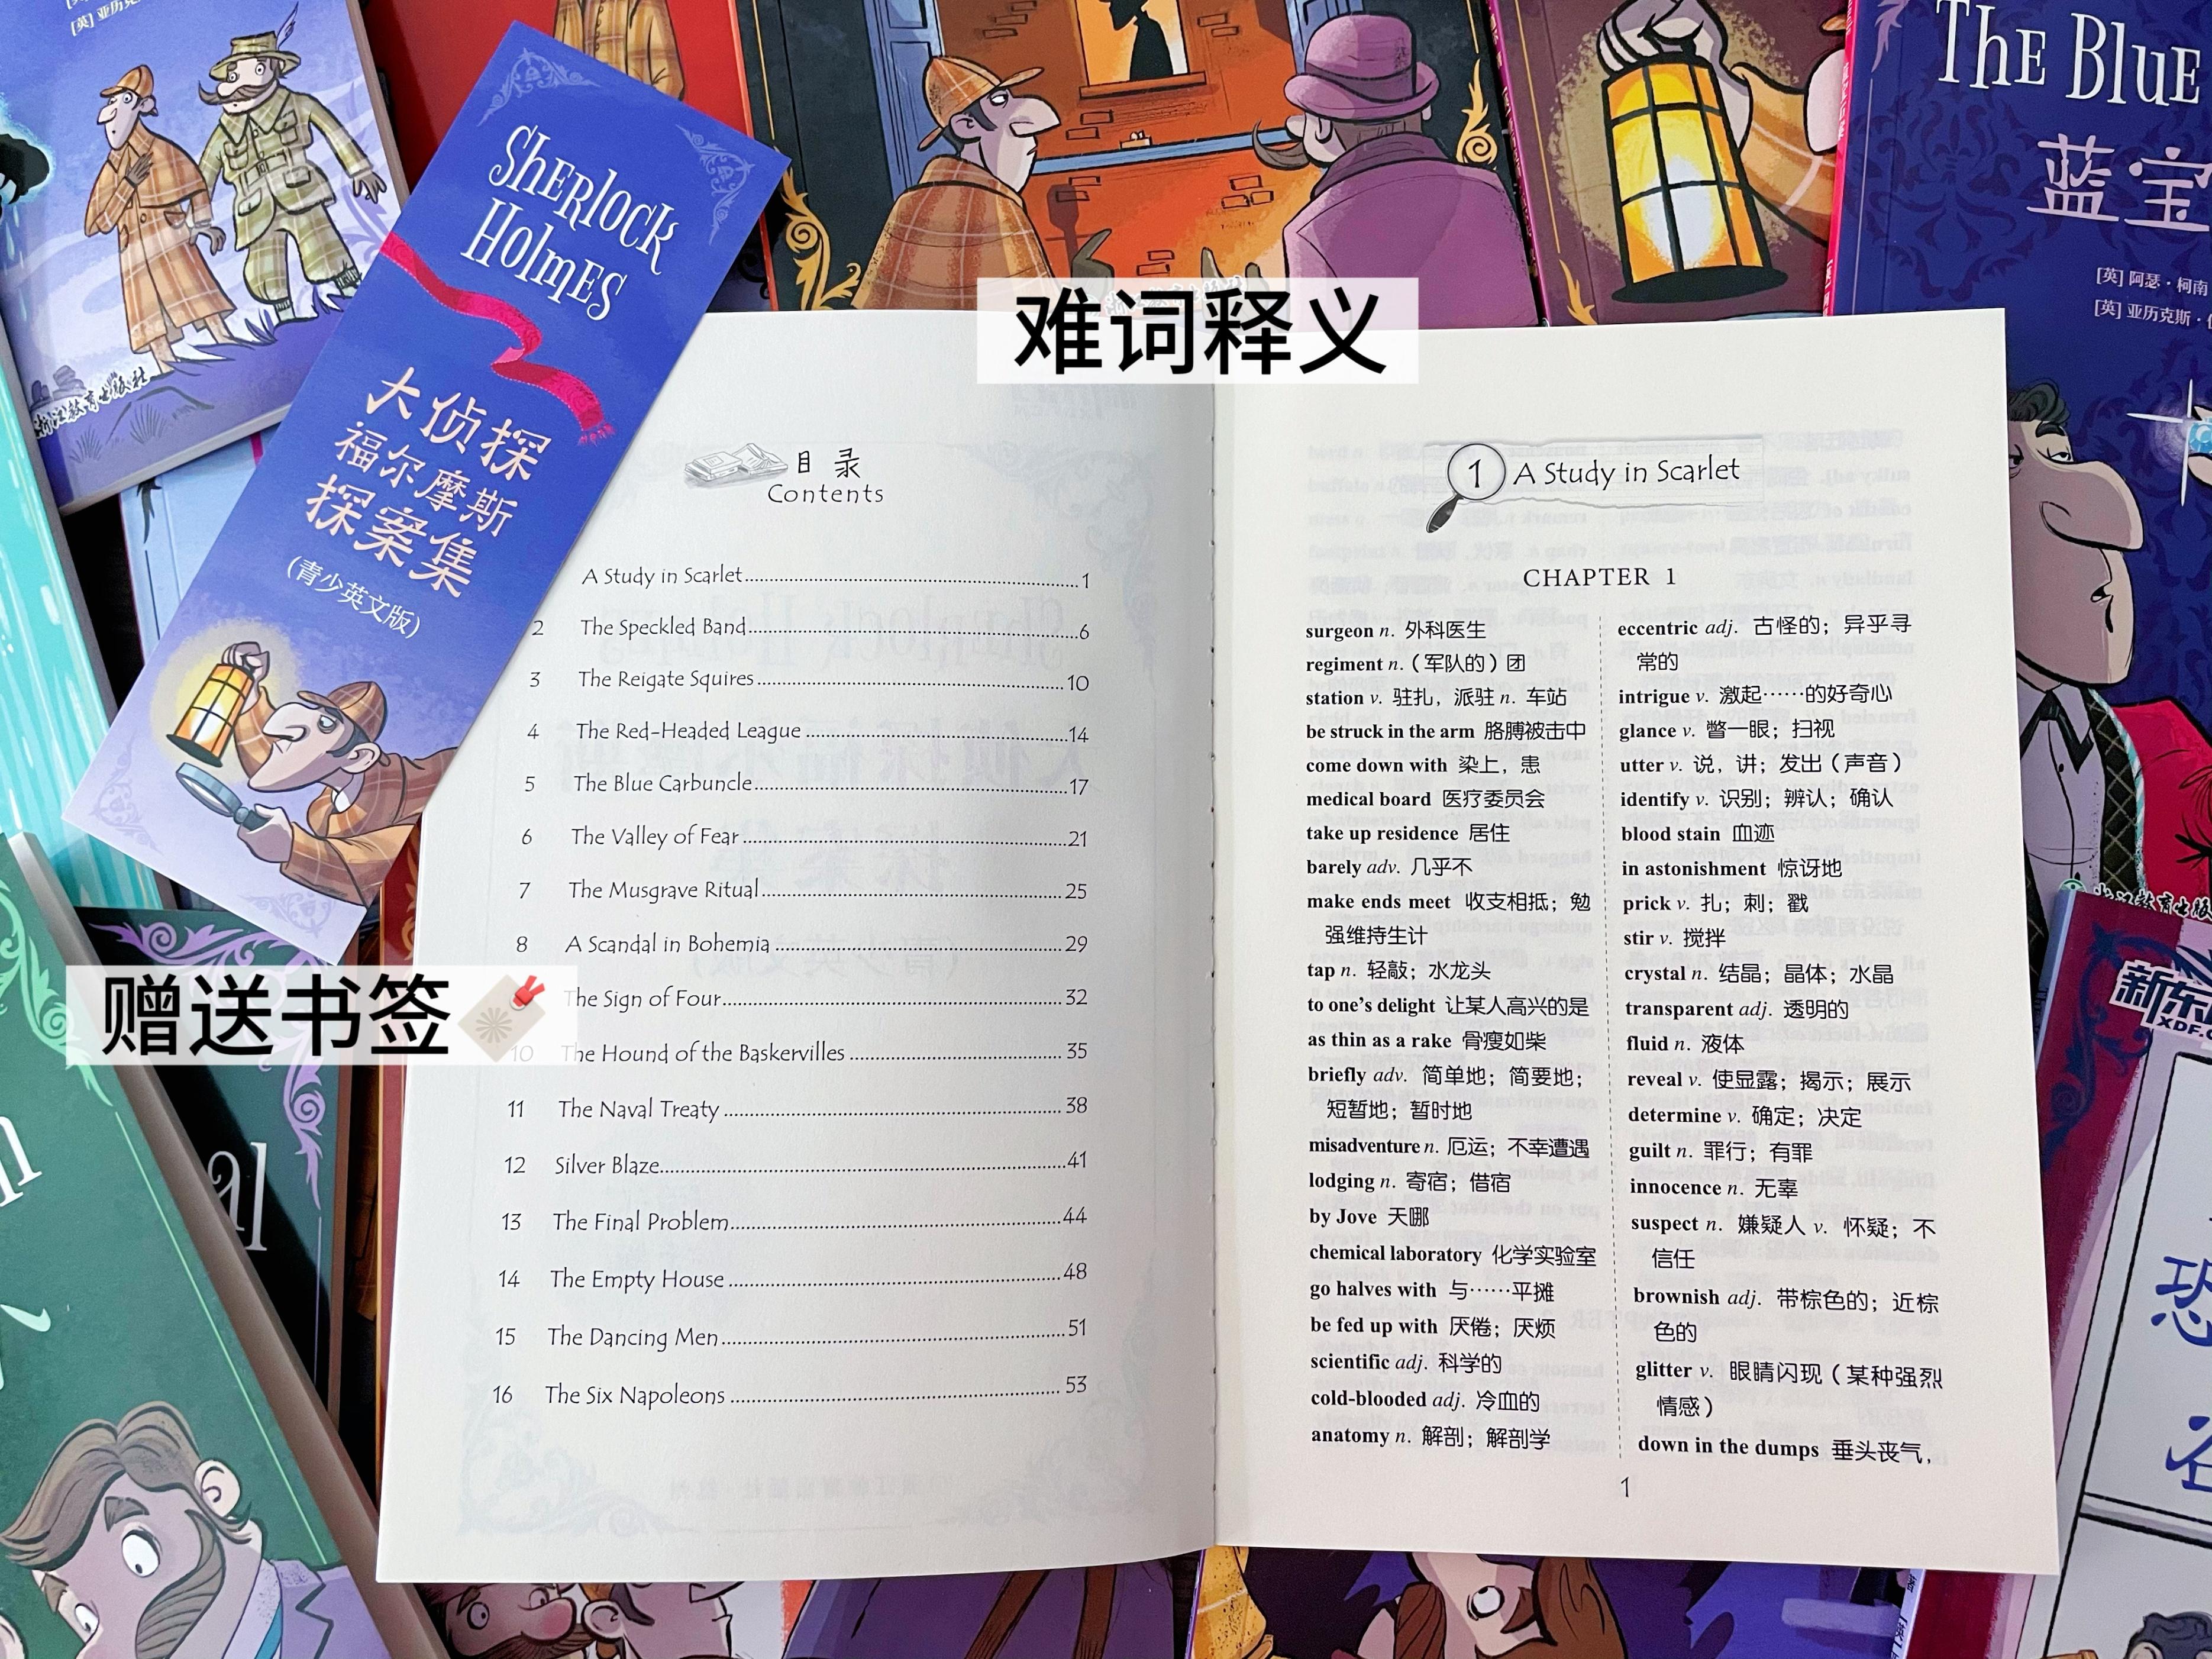 The Blue
蓝宝
[英] 阿瑟·柯南
[英] 亚历克斯·
Sherlock
Holmes
大侦探
福尔摩斯
探案集
(青少英文版)
浙江教育出版社
难词释义
赠送书签
目录
Contents
A Study in Scarlet 1
2 The Speckled Band 6
3 The Reigate Squires 10
4 The Red-Headed League 14
5 The Blue Carbuncle 17
6 The Valley of Fear 21
7 The Musgrave Ritual 25
8 A Scandal in Bohemia 29
The Sign of Four 32
10 The Hound of the Baskervilles 35
11 The Naval Treaty 38
12 Silver Blaze 41
13 The Final Problem 44
14 The Empty House 48
15 The Dancing Men 51
16 The Six Napoleons 53
1 A Study in Scarlet
CHAPTER 1
surgeon n. 外科医生
regiment n.（军队的）团
station v. 驻扎，派驻 n. 车站
be struck in the arm 胳膊被击中
come down with 染上，患
medical board 医疗委员会
take up residence 居住
barely adv. 几乎不
make ends meet 收支相抵；勉
强维持生计
tap n. 轻敲；水龙头
to one's delight 让某人高兴的是
as thin as a rake 骨瘦如柴
briefly adv. 简单地；简要地；
短暂地；暂时地
misadventure n. 厄运；不幸遭遇
lodging n. 寄宿；借宿
by Jove 天哪
chemical laboratory 化学实验室
go halves with 与……平摊
be fed up with 厌倦；厌烦
scientific adj. 科学的
cold-blooded adj. 冷血的
anatomy n. 解剖；解剖学
eccentric adj. 古怪的；异乎寻
常的
intrigue v. 激起……的好奇心
glance v. 瞥一眼；扫视
utter v. 说，讲；发出（声音）
identify v. 识别；辨认；确认
blood stain 血迹
in astonishment 惊讶地
prick v. 扎；刺；戳
stir v. 搅拌
crystal n. 结晶；晶体；水晶
transparent adj. 透明的
fluid n. 液体
reveal v. 使显露；揭示；展示
determine v. 确定；决定
guilt n. 罪行；有罪
innocence n. 无辜
suspect n. 嫌疑人 v. 怀疑；不
信任
brownish adj. 带棕色的；近棕
色的
glitter v. 眼睛闪现（某种强烈
情感）
down in the dumps 垂头丧气，
1
浙江教育出版
新东
XDF.C
恐
al